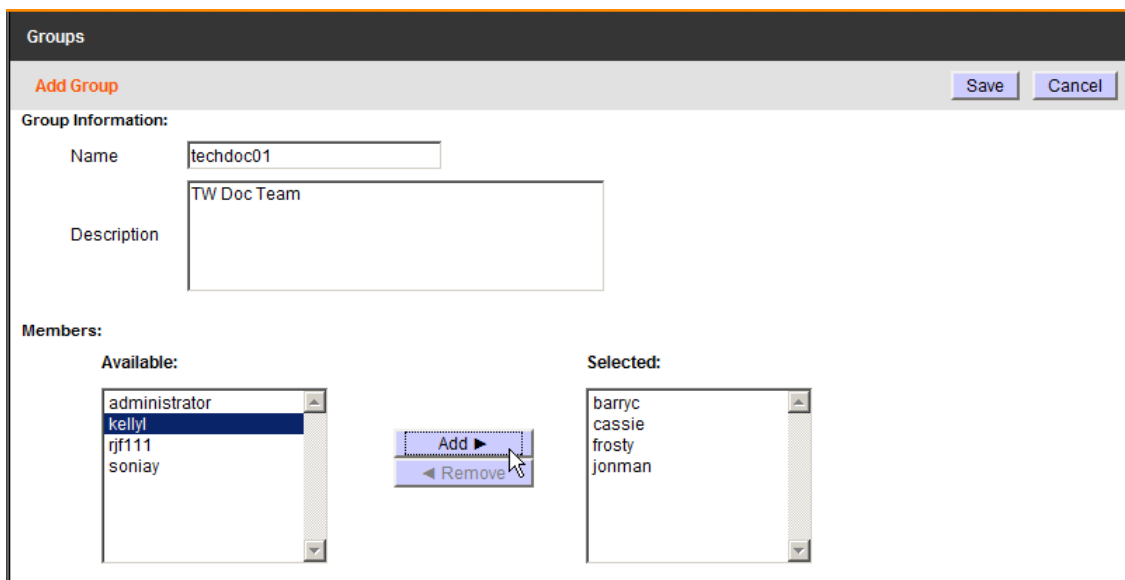 Groups
Add Group
Save
Cancel
Group Information:
Name
techdoc01
TW Doc Team
Description
Members:
Available:
Selected:
administrator
kellyl
rjf111
soniay
Add ►
◄ Remove
barryc
cassie
frosty
jonman